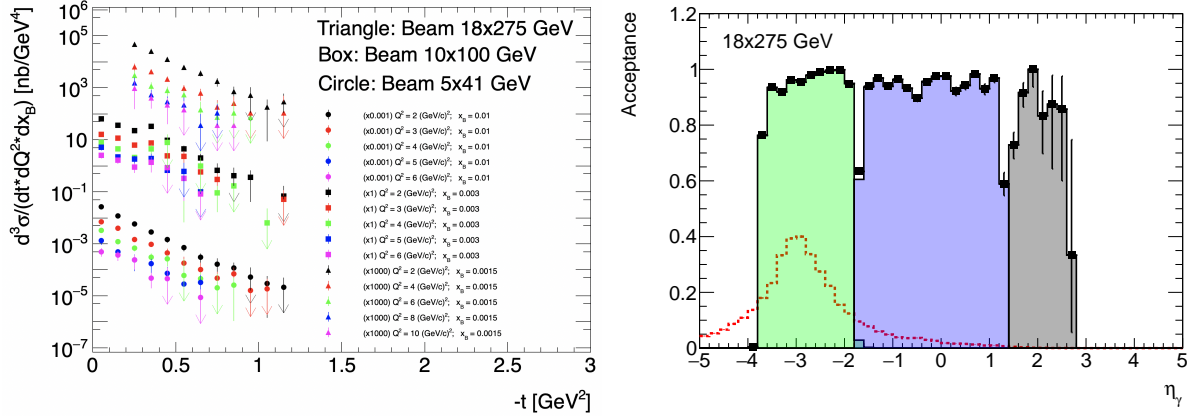 10^6
10^5
10^3
10
10^-1
10^-3
10^-5
10^-7
d^3σ/(dt*dQ^2*dx_B) [nb/GeV^4]
Triangle: Beam 18x275 GeV
Box: Beam 10x100 GeV
Circle: Beam 5x41 GeV
(x0.001) Q^2 = 2 (GeV/c)^2; x_B = 0.01
(x0.001) Q^2 = 3 (GeV/c)^2; x_B = 0.01
(x0.001) Q^2 = 4 (GeV/c)^2; x_B = 0.01
(x0.001) Q^2 = 5 (GeV/c)^2; x_B = 0.01
(x0.001) Q^2 = 6 (GeV/c)^2; x_B = 0.01
(x1) Q^2 = 2 (GeV/c)^2; x_B = 0.003
(x1) Q^2 = 3 (GeV/c)^2; x_B = 0.003
(x1) Q^2 = 4 (GeV/c)^2; x_B = 0.003
(x1) Q^2 = 5 (GeV/c)^2; x_B = 0.003
(x1) Q^2 = 6 (GeV/c)^2; x_B = 0.003
(x1000) Q^2 = 2 (GeV/c)^2; x_B = 0.0015
(x1000) Q^2 = 4 (GeV/c)^2; x_B = 0.0015
(x1000) Q^2 = 6 (GeV/c)^2; x_B = 0.0015
(x1000) Q^2 = 8 (GeV/c)^2; x_B = 0.0015
(x1000) Q^2 = 10 (GeV/c)^2; x_B = 0.0015
0 0.5 1 1.5 2 2.5 3
-t [GeV^2]
Acceptance
1.2
1
0.8
0.6
0.4
0.2
0
18x275 GeV
−5 −4 −3 −2 −1 0 1 2 3 4 5
η_γ